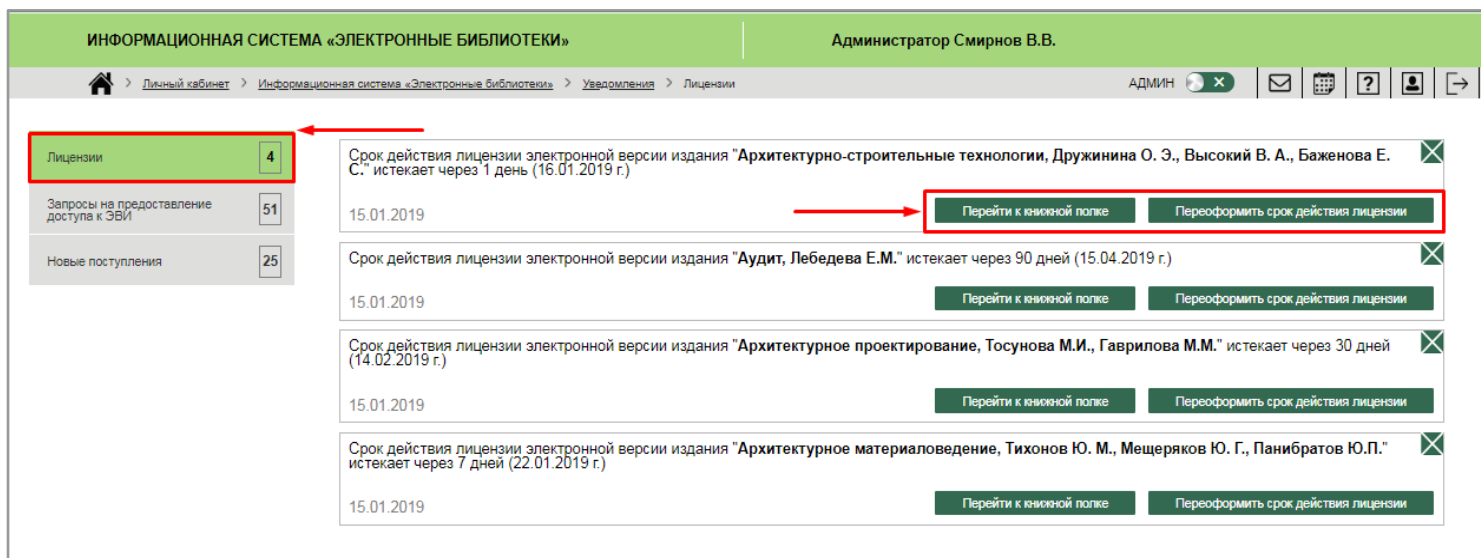 ИНФОРМАЦИОННАЯ СИСТЕМА «ЭЛЕКТРОННЫЕ БИБЛИОТЕКИ»
Администратор Смирнов В.В.
> Личный кабинет > Информационная система «Электронные библиотеки» > Уведомления > Лицензии
АДМИН
Лицензии 4
Запросы на предоставление
доступа к ЭВИ 51
Новые поступления 25
Срок действия лицензии электронной версии издания "Архитектурно-строительные технологии, Дружинина О. Э., Высокий В. А., Баженова Е.
С." истекает через 1 день (16.01.2019 г.)
15.01.2019
Перейти к книжной полке
Переоформить срок действия лицензии
Срок действия лицензии электронной версии издания "Аудит, Лебедева Е.М." истекает через 90 дней (15.04.2019 г.)
15.01.2019
Перейти к книжной полке
Переоформить срок действия лицензии
Срок действия лицензии электронной версии издания "Архитектурное проектирование, Тосунова М.И., Гаврилова М.М." истекает через 30 дней
(14.02.2019 г.)
15.01.2019
Перейти к книжной полке
Переоформить срок действия лицензии
Срок действия лицензии электронной версии издания "Архитектурное материаловедение, Тихонов Ю. М., Мещеряков Ю. Г., Панибратов Ю.П."
истекает через 7 дней (22.01.2019 г.)
15.01.2019
Перейти к книжной полке
Переоформить срок действия лицензии